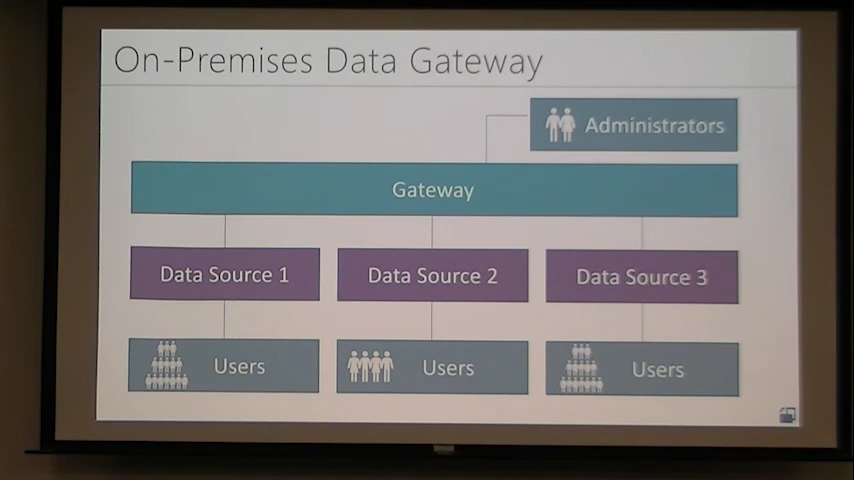 On-Premises Data Gateway
Administrators
Gateway
Data Source 1
Data Source 2
Data Source 3
Users
Users
Users